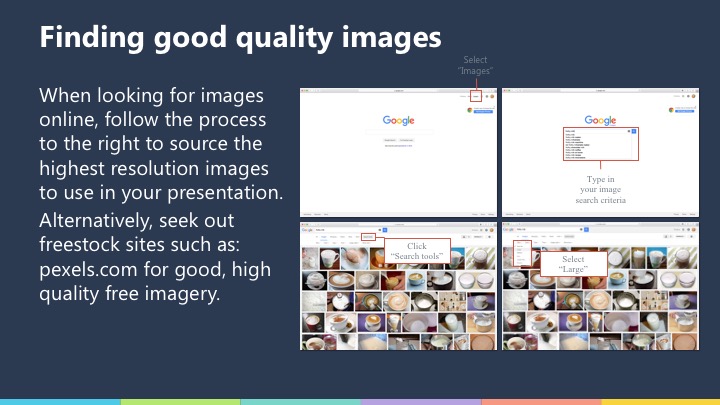 Finding good quality images
Select
"Images"
When looking for images
online, follow the process
to the right to source the
highest resolution images
to use in your presentation.
Alternatively, seek out
freestock sites such as:
pexels.com for good, high
quality free imagery.
Google
Google
Type in
your image
search criteria
Google
Click
"Search tools"
Google
Select
"Large"